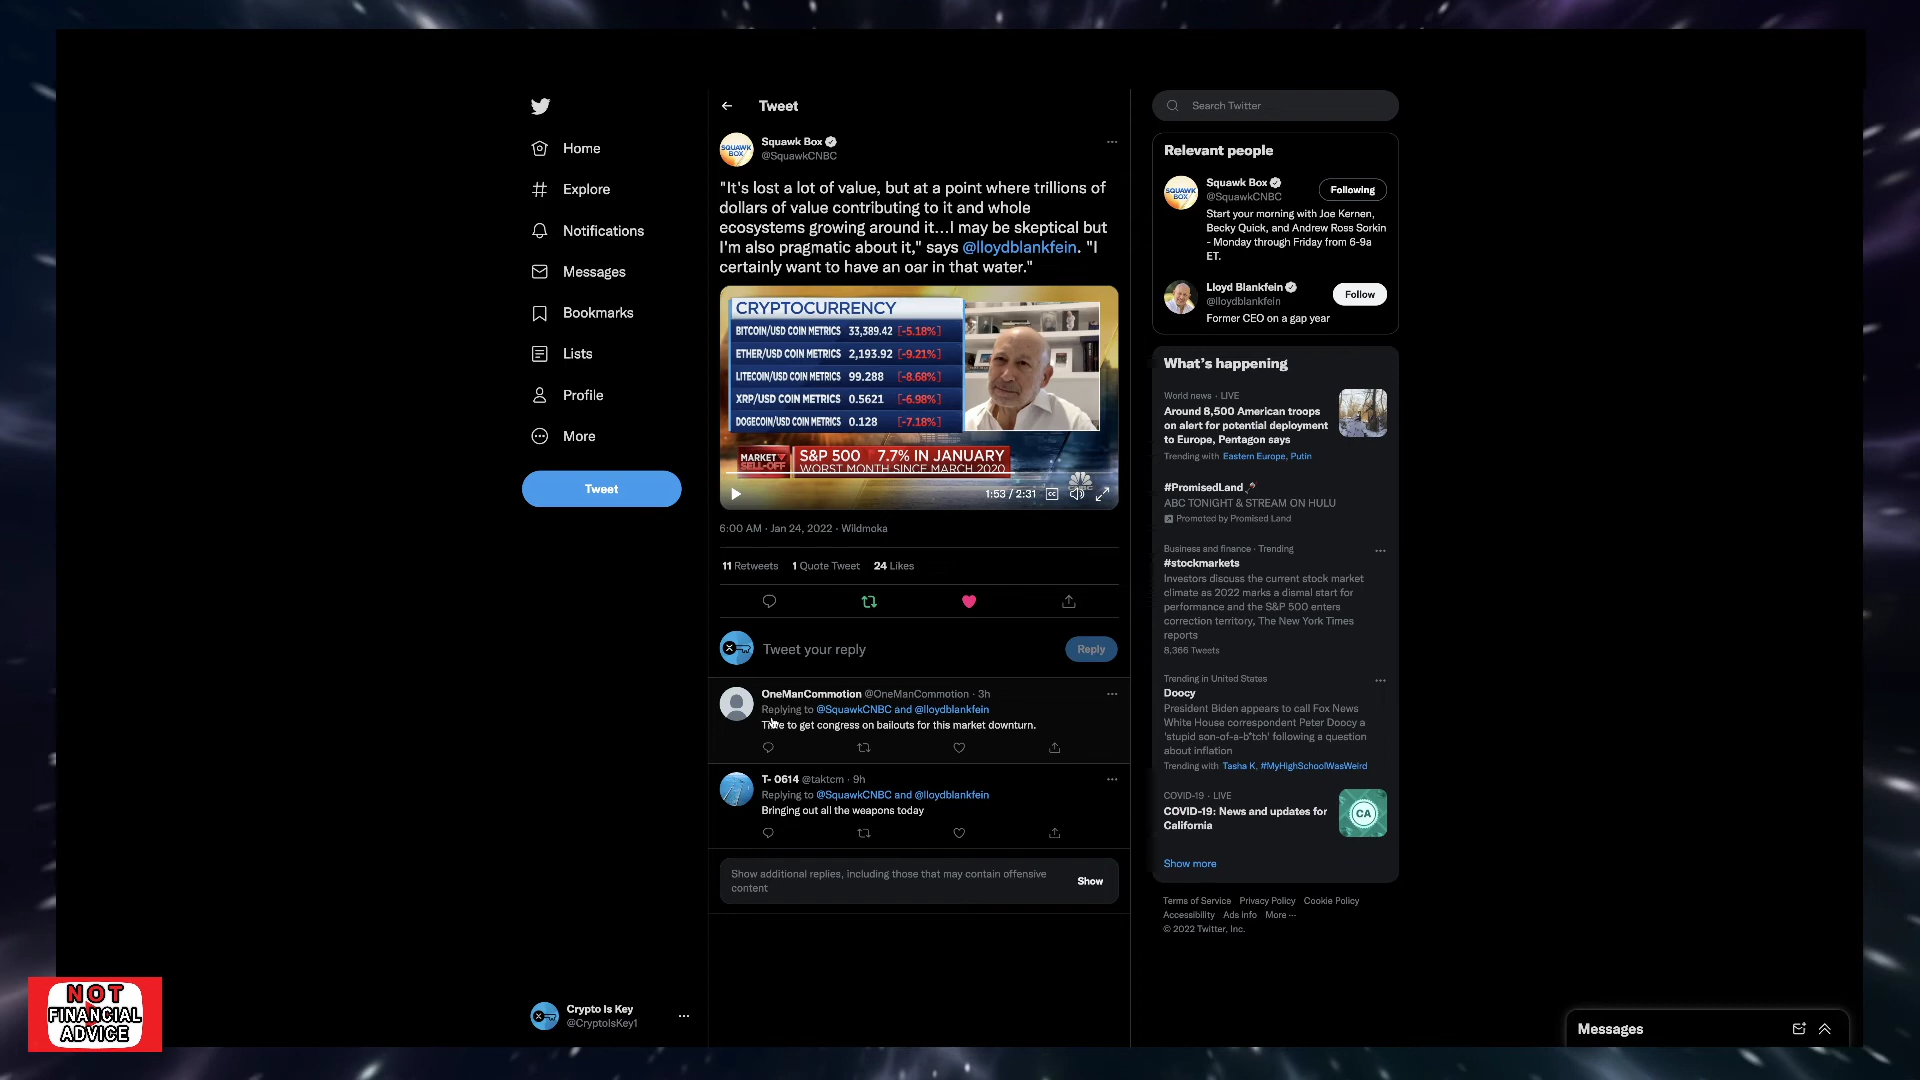 Home
Explore
Notifications
Messages
Bookmarks
Lists
Profile
More
Tweet
Crypto Is Key
@CryptoIsKey1
NOT
FINANCIAL
ADVICE
Tweet
SQUAWK
BOX
Squawk Box
@SquawkCNBC
"It's lost a lot of value, but at a point where trillions of
dollars of value contributing to it and whole
ecosystems growing around it...I may be skeptical but
I'm also pragmatic about it," says @lloydblankfein. "I
certainly want to have an oar in that water."
CRYPTOCURRENCY
BITCOIN/USD COIN METRICS 33,389.42 [-5.18%]
ETHER/USD COIN METRICS 2,193.92 [-9.21%]
LITECOIN/USD COIN METRICS 99.288 [-8.68%]
XRP/USD COIN METRICS 0.5621 [-6.98%]
DOGECOIN/USD COIN METRICS 0.128 [-7.18%]
MARKET
SELL-OFF
S&P 500 7.7% IN JANUARY
WORST MONTH SINCE MARCH 2020
1:53 / 2:31 CC
6:00 AM · Jan 24, 2022 · Wildmoka
11 Retweets 1 Quote Tweet 24 Likes
Tweet your reply
Reply
OneManCommotion @OneManCommotion · 3h
Replying to @SquawkCNBC and @lloydblankfein
Time to get congress on bailouts for this market downturn.
T- 0614 @taktcm · 9h
Replying to @SquawkCNBC and @lloydblankfein
Bringing out all the weapons today
Show additional replies, including those that may contain offensive
content
Show
Search Twitter
Relevant people
SQUAWK
BOX
Squawk Box
@SquawkCNBC
Following
Start your morning with Joe Kernen,
Becky Quick, and Andrew Ross Sorkin
- Monday through Friday from 6-9a
ET.
Lloyd Blankfein
@lloydblankfein
Follow
Former CEO on a gap year
What's happening
World news · LIVE
Around 8,500 American troops
on alert for potential deployment
to Europe, Pentagon says
Trending with Eastern Europe, Putin
#PromisedLand
ABC TONIGHT & STREAM ON HULU
Promoted by Promised Land
Business and finance · Trending
#stockmarkets
Investors discuss the current stock market
climate as 2022 marks a dismal start for
performance and the S&P 500 enters
correction territory, The New York Times
reports
8,366 Tweets
Trending in United States
Doocy
President Biden appears to call Fox News
White House correspondent Peter Doocy a
'stupid son-of-a-b*tch' following a question
about inflation
Trending with Tasha K, #MyHighSchoolWasWeird
COVID-19 · LIVE
COVID-19: News and updates for
California
CA
Show more
Terms of Service Privacy Policy Cookie Policy
Accessibility Ads info More ···
© 2022 Twitter, Inc.
Messages